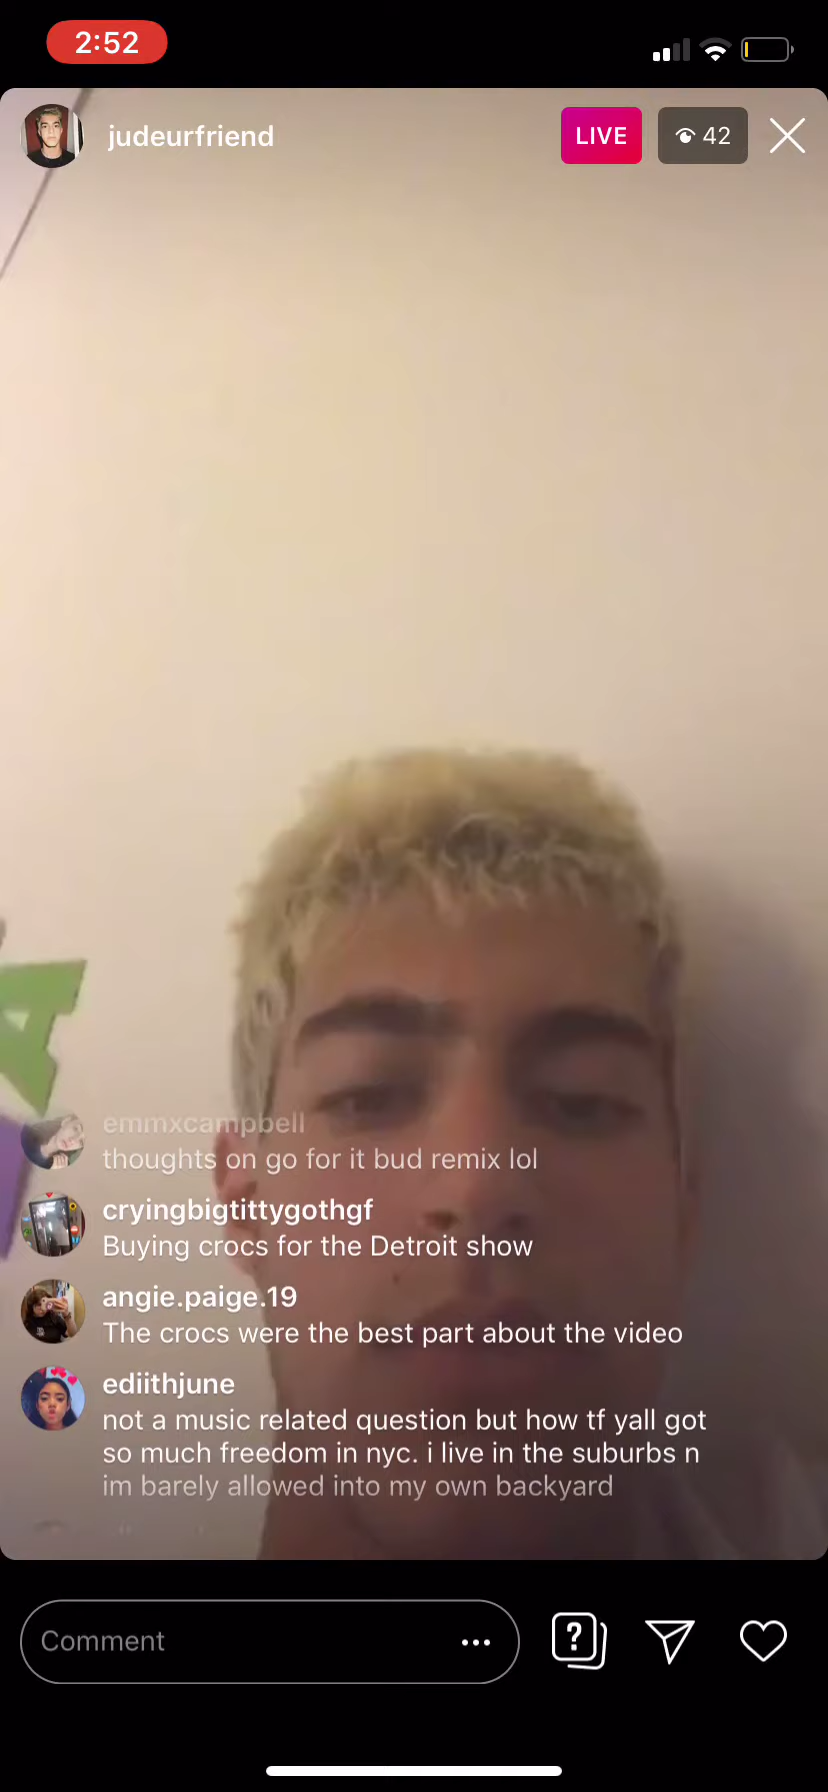 2:52
judeurfriend
LIVE
42
A
emmxcampbell
thoughts on go for it bud remix lol
cryingbigtittygothgf
Buying crocs for the Detroit show
angie.paige.19
The crocs were the best part about the video
ediithjune
not a music related question but how tf yall got
so much freedom in nyc. i live in the suburbs n
im barely allowed into my own backyard
Comment
?